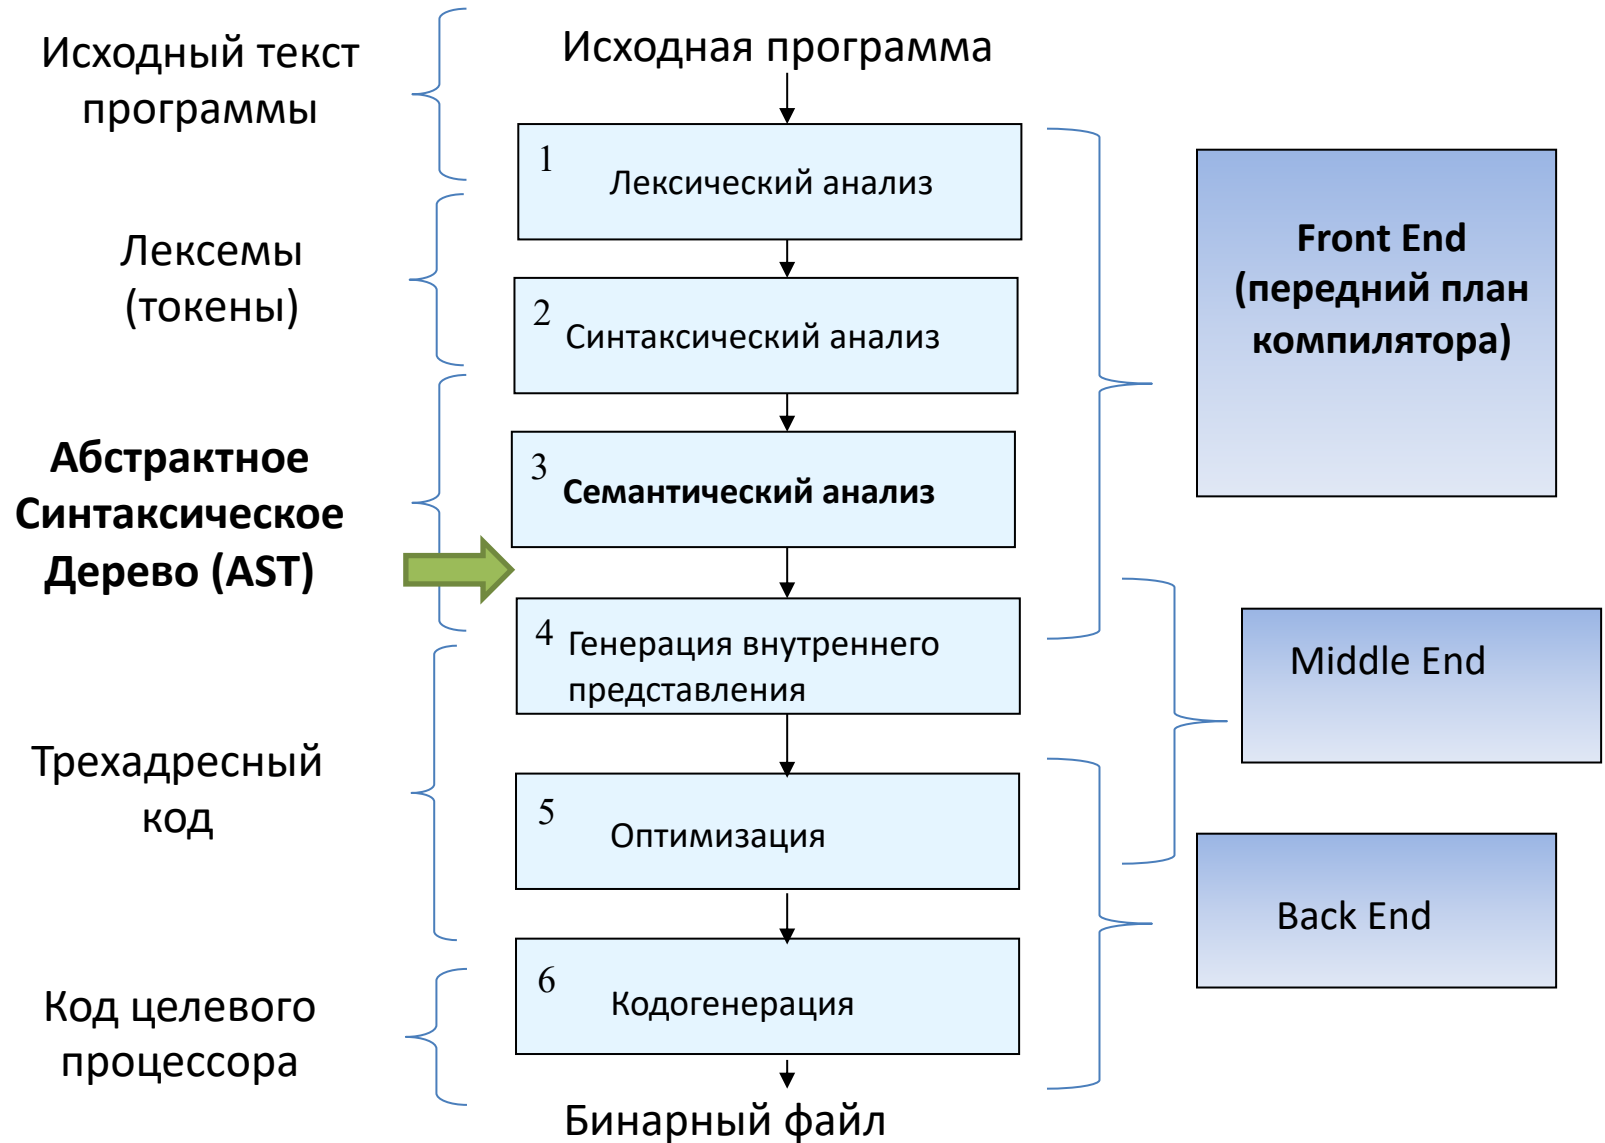 Исходный текст
программы
Лексемы
(токены)
Абстрактное
Синтаксическое
Дерево (AST)
Трехадресный
код
Код целевого
процессора
Исходная программа
1
Лексический анализ
2
Синтаксический анализ
3
Семантический анализ
4
Генерация внутреннего
представления
5
Оптимизация
6
Кодогенерация
Бинарный файл
Front End
(передний план
компилятора)
Middle End
Back End